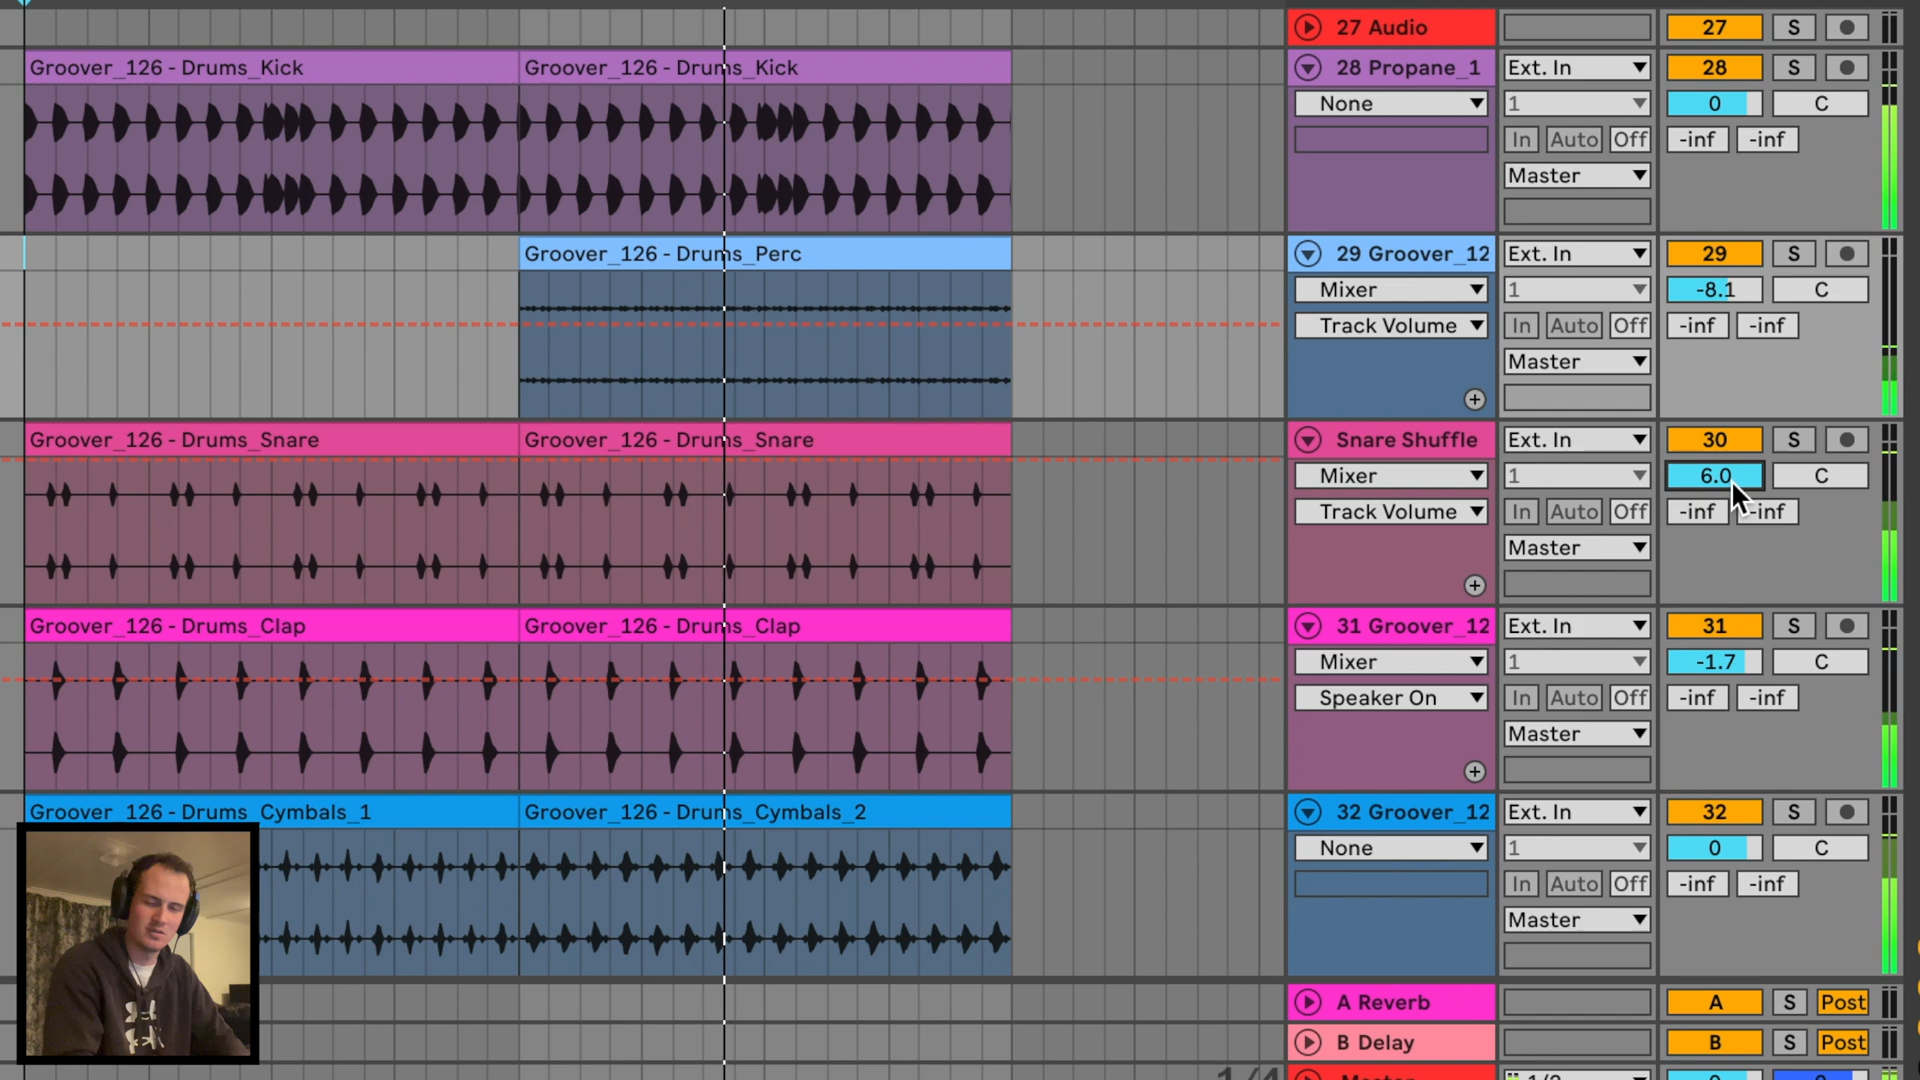 27 Audio
27 S
Groover_126 - Drums_Kick Groover_126 - Drums_Kick
28 Propane_1 Ext. In 28 S
None 1 0 C
In Auto Off -inf -inf
Master
Groover_126 - Drums_Perc
29 Groover_12 Ext. In 29 S
Mixer 1 -8.1 C
Track Volume In Auto Off -inf -inf
Master
Groover_126 - Drums_Snare Groover_126 - Drums_Snare
Snare Shuffle Ext. In 30 S
Mixer 1 6.0 C
Track Volume In Auto Off -inf -inf
Master
Groover_126 - Drums_Clap Groover_126 - Drums_Clap
31 Groover_12 Ext. In 31 S
Mixer 1 -1.7 C
Speaker On In Auto Off -inf -inf
Master
Groover_126 - Drums_Cymbals_1 Groover_126 - Drums_Cymbals_2
32 Groover_12 Ext. In 32 S
None 1 0 C
In Auto Off -inf -inf
Master
A Reverb A S Post
B Delay B S Post